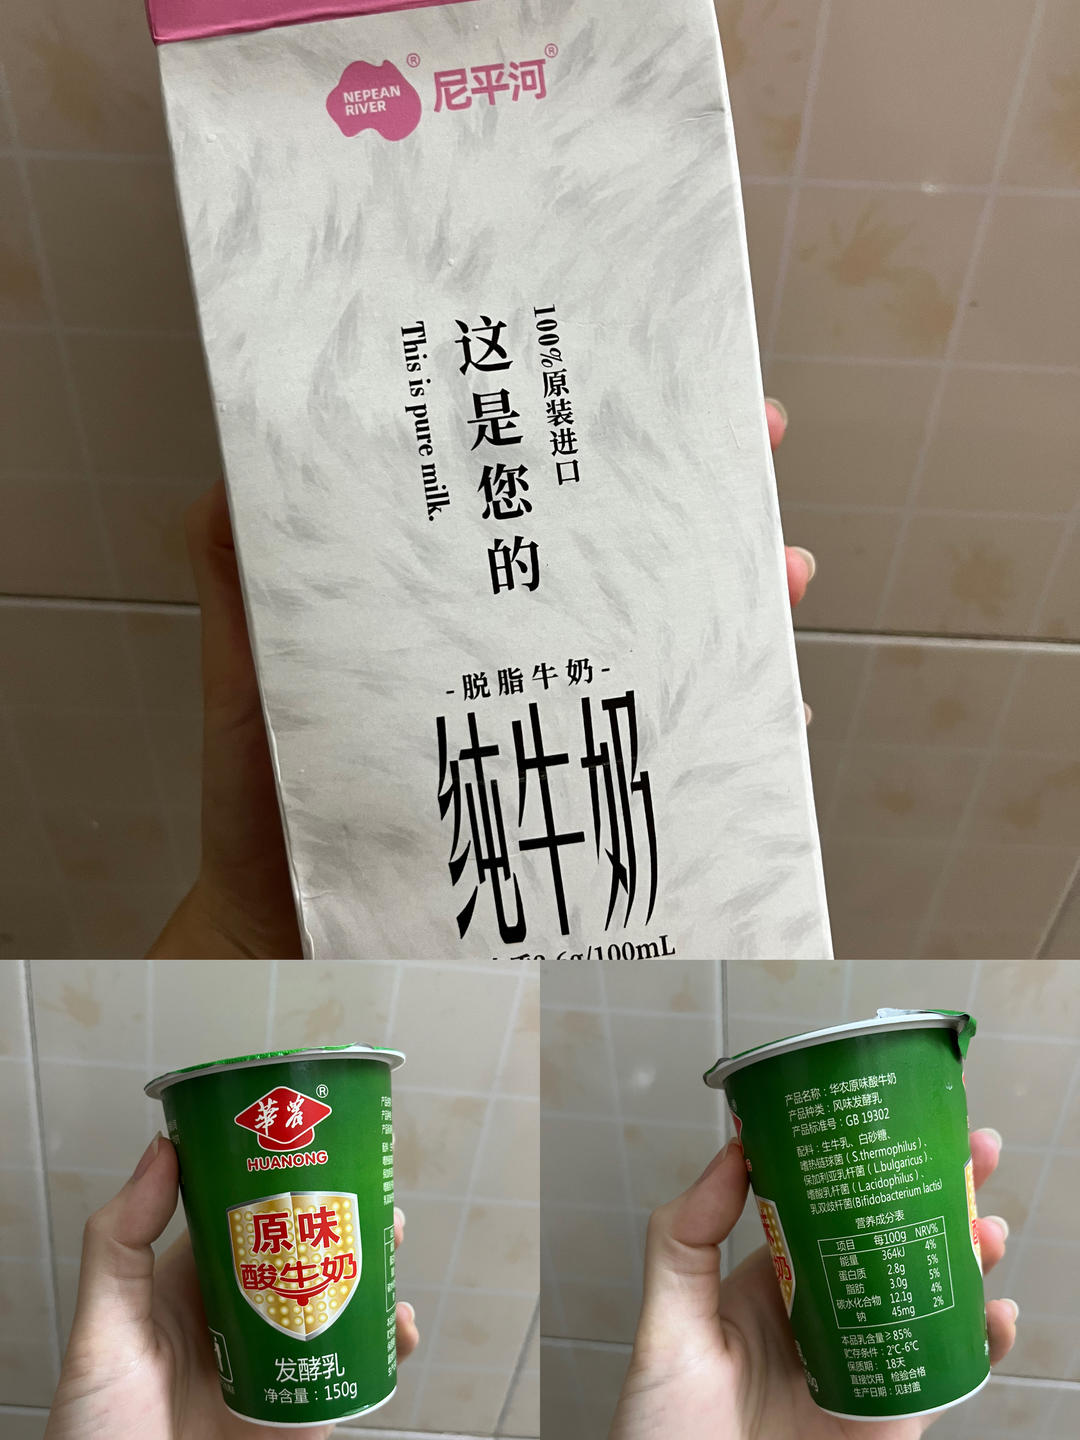 NEPEAN
RIVER
®
尼平河®
100%原装进口
这是您的
This is pure milk.
-脱脂牛奶-
纯牛奶
6g/100mL
華農®
HUANONG
原味
酸牛奶
发酵乳
净含量：150g
产品名称：华农原味酸牛奶
产品种类：风味发酵乳
产品标准号：GB 19302
配料：生牛乳、白砂糖、
嗜热链球菌（S.thermophilus）、
保加利亚乳杆菌（L.bulgaricus）、
嗜酸乳杆菌（L.acidophilus）、
乳双歧杆菌(Bifidobacterium lactis)
营养成分表
项目 每100g NRV%
能量 364kJ 4%
蛋白质 2.8g 5%
脂肪 3.0g 5%
碳水化合物 12.1g 4%
钠 45mg 2%
本品乳含量≥85%
贮存条件：2℃-6℃
保质期：18天
直接饮用 检验合格
生产日期：见封盖